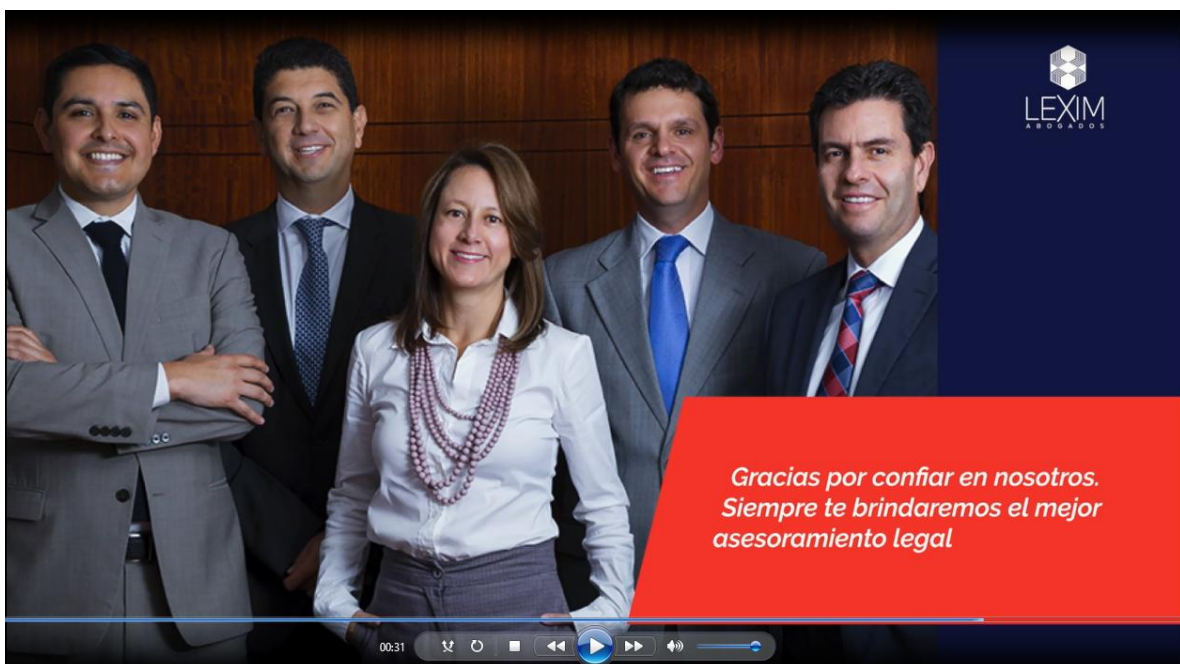 LEXIM
ABOGADOS
Gracias por confiar en nosotros.
Siempre te brindaremos el mejor
asesoramiento legal
00:31